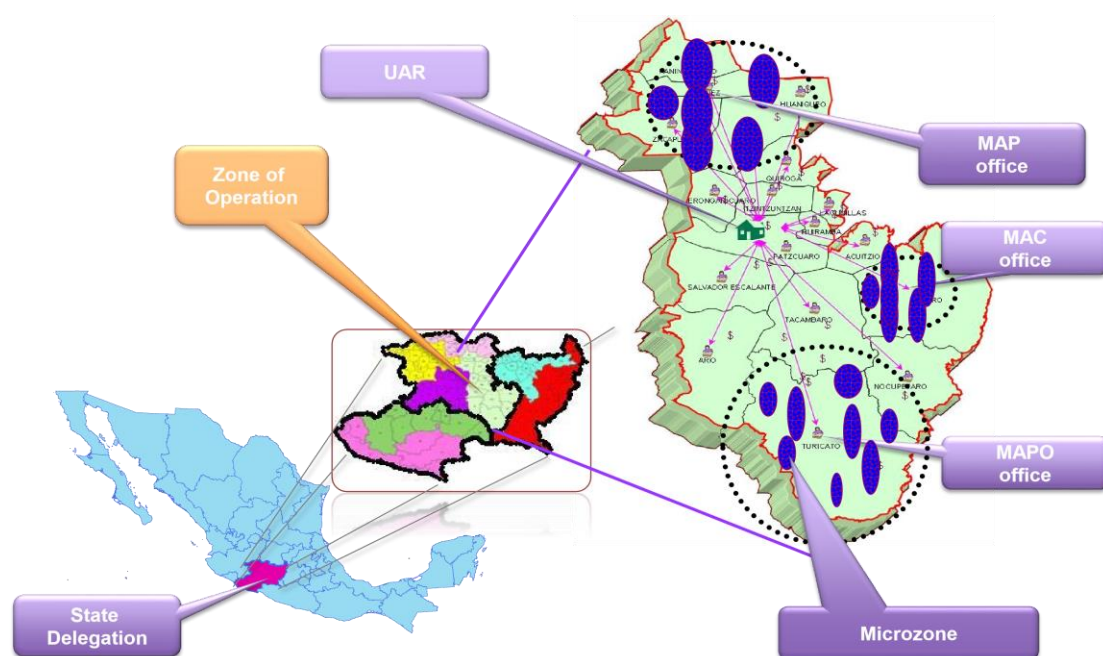 UAR
MAP
office
HUANIQUEO
Zone of
Operation
QUIROGA
TZINTZUNTZAN
HUIRAMBA
MAC
office
PATZCUARO
ACUITZIO
SALVADOR ESCALANTE
TACAMBARO
ARIO
NOCUPETARO
TURICATO
MAPO
office
State
Delegation
Microzone